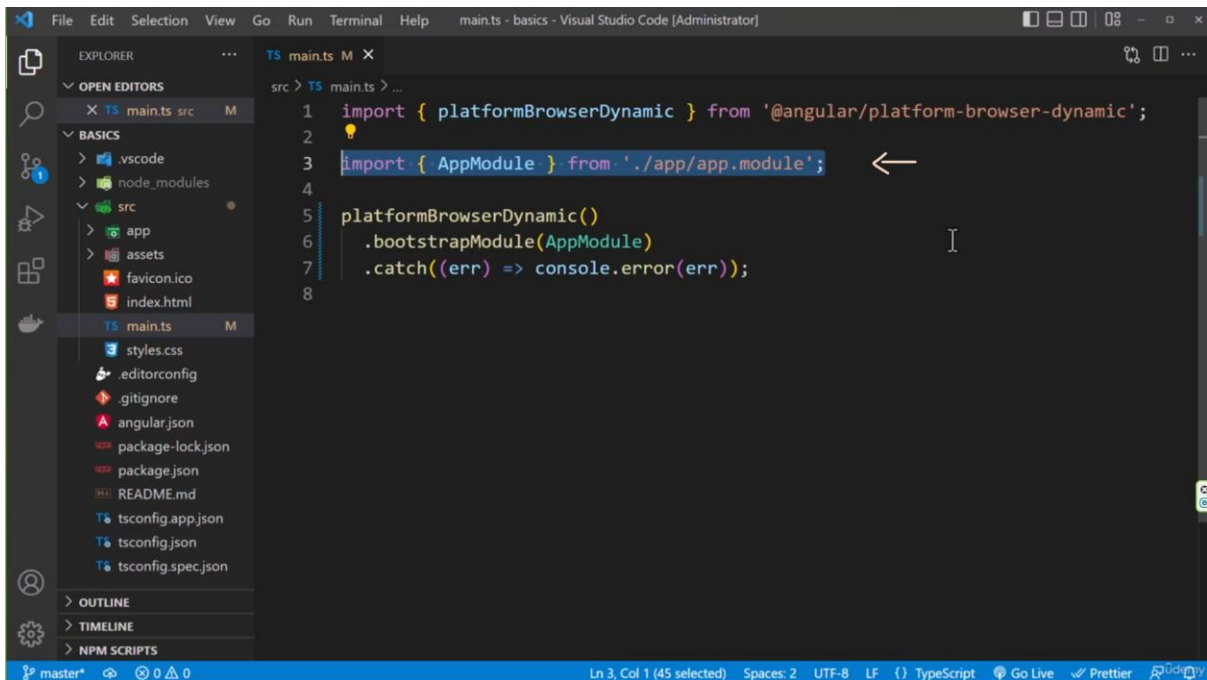 File Edit Selection View Go Run Terminal Help main.ts - basics - Visual Studio Code [Administrator]
EXPLORER
TS main.ts M
OPEN EDITORS
src > TS main.ts > ...
TS main.ts src M
BASICS
.vscode
node_modules
src
app
assets
favicon.ico
index.html
TS main.ts M
styles.css
.editorconfig
.gitignore
angular.json
package-lock.json
package.json
README.md
tsconfig.app.json
tsconfig.json
tsconfig.spec.json
OUTLINE
TIMELINE
NPM SCRIPTS
1 import { platformBrowserDynamic } from '@angular/platform-browser-dynamic';
2
3 import { AppModule } from './app/app.module';
4
5 platformBrowserDynamic()
6 .bootstrapModule(AppModule)
7 .catch((err) => console.error(err));
8
1
master* 0 0 Ln 3, Col 1 (45 selected) Spaces: 2 UTF-8 LF {} TypeScript Go Live Prettier
Udemy